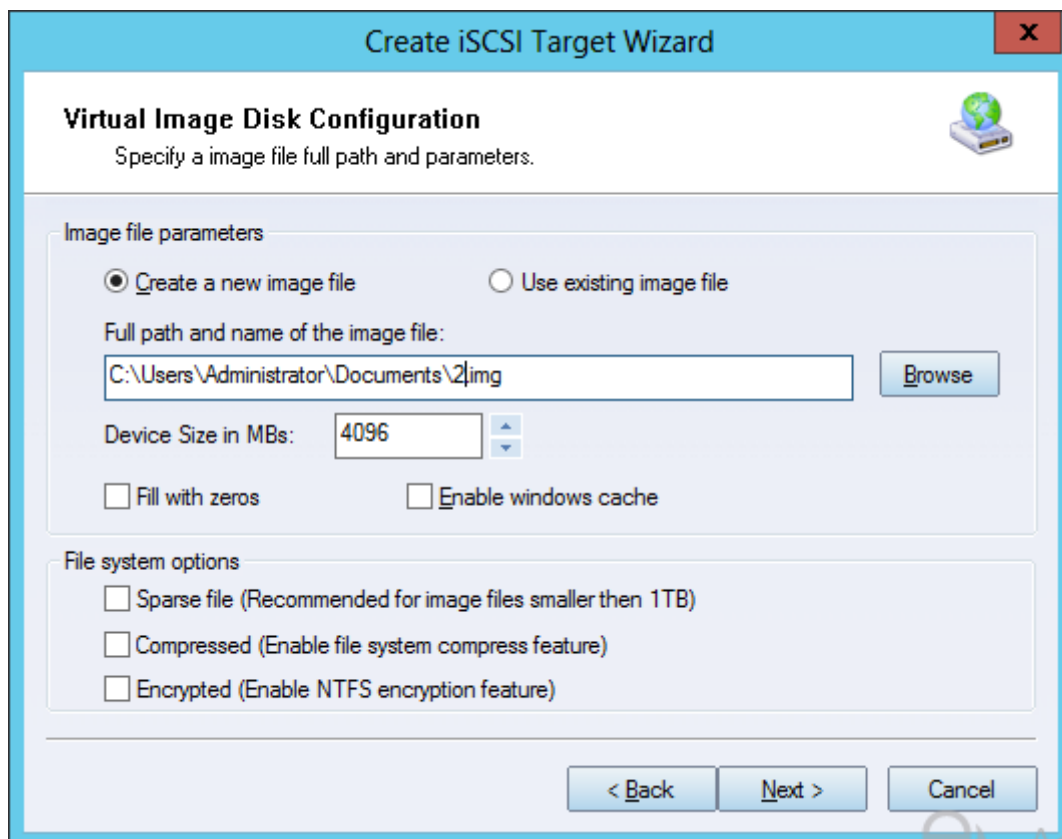 Create iSCSI Target Wizard
x
Virtual Image Disk Configuration
Specify a image file full path and parameters.
Image file parameters
Create a new image file
Use existing image file
Full path and name of the image file:
C:\Users\Administrator\Documents\2.img
Browse
Device Size in MBs:
4096
Fill with zeros
Enable windows cache
File system options
Sparse file (Recommended for image files smaller then 1TB)
Compressed (Enable file system compress feature)
Encrypted (Enable NTFS encryption feature)
< Back
Next >
Cancel